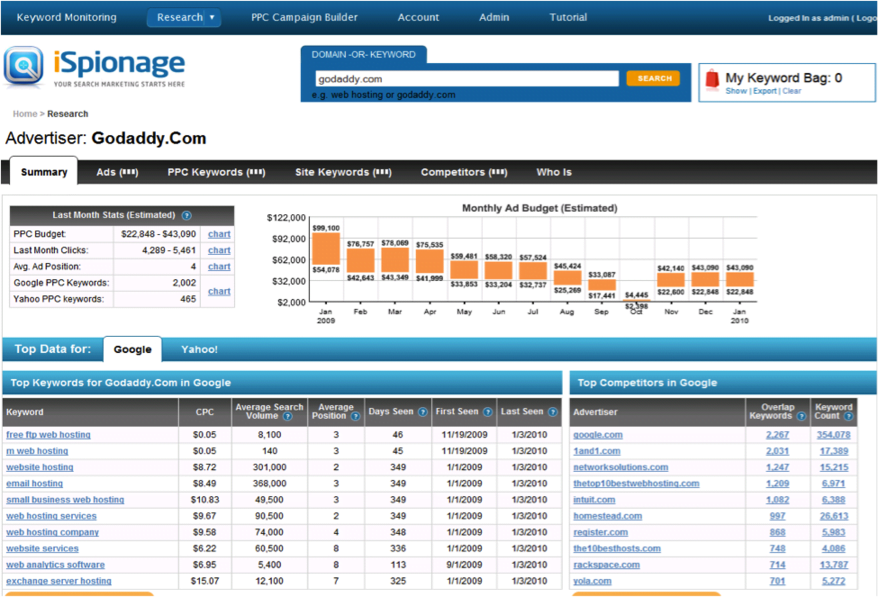 Keyword Monitoring Research ▾ PPC Campaign Builder Account Admin Tutorial Logged In as admin ( Logo
iSpionage
YOUR SEARCH MARKETING STARTS HERE
DOMAIN -OR- KEYWORD
godaddy.com SEARCH
e.g. web hosting or godaddy.com
My Keyword Bag: 0
Show | Export | Clear
Home > Research
Advertiser: Godaddy.Com
Summary Ads (▮▮▮) PPC Keywords (▮▮▮) Site Keywords (▮▮▮) Competitors (▮▮▮) Who Is
Last Month Stats (Estimated) ?
PPC Budget: $22,848 - $43,090 chart
Last Month Clicks: 4,289 - 5,461 chart
Avg. Ad Position: 4 chart
Google PPC Keywords: 2,002
chart
Yahoo PPC keywords: 465
Monthly Ad Budget (Estimated)
$122,000
$92,000
$62,000
$32,000
$2,000
$99,100 $76,757 $78,069 $75,535 $59,481 $58,320 $57,524 $45,424 $33,087 $4,445 $42,140 $43,090 $43,090
$54,078 $42,643 $43,349 $41,999 $33,853 $33,204 $32,737 $25,269 $17,441 $2,398 $22,600 $22,848 $22,848
Jan Feb Mar Apr May Jun Jul Aug Sep Oct Nov Dec Jan
2009 2010
Top Data for: Google Yahoo!
Top Keywords for Godaddy.Com in Google
Keyword CPC Average Search Volume ? Average Position ? Days Seen ? First Seen ? Last Seen ?
free ftp web hosting $0.05 8,100 3 46 11/19/2009 1/3/2010
m web hosting $0.05 140 3 45 11/19/2009 1/3/2010
website hosting $8.72 301,000 2 349 1/1/2009 1/3/2010
email hosting $8.49 368,000 3 349 1/1/2009 1/3/2010
small business web hosting $10.83 49,500 3 349 1/1/2009 1/3/2010
web hosting services $9.67 90,500 2 349 1/1/2009 1/3/2010
web hosting company $9.58 74,000 4 348 1/1/2009 1/3/2010
website services $6.22 60,500 8 336 1/1/2009 1/3/2010
web analytics software $6.95 5,400 8 113 9/1/2009 1/3/2010
exchange server hosting $15.07 12,100 7 325 1/1/2009 1/3/2010
Top Competitors in Google
Advertiser Overlap Keywords ? Keyword Count ?
google.com 2,267 354,078
1and1.com 2,031 17,389
networksolutions.com 1,247 15,215
thetop10bestwebhosting.com 1,209 6,971
intuit.com 1,082 6,388
homestead.com 997 26,613
register.com 868 5,983
the10besthosts.com 748 4,086
rackspace.com 714 13,787
yola.com 701 5,272